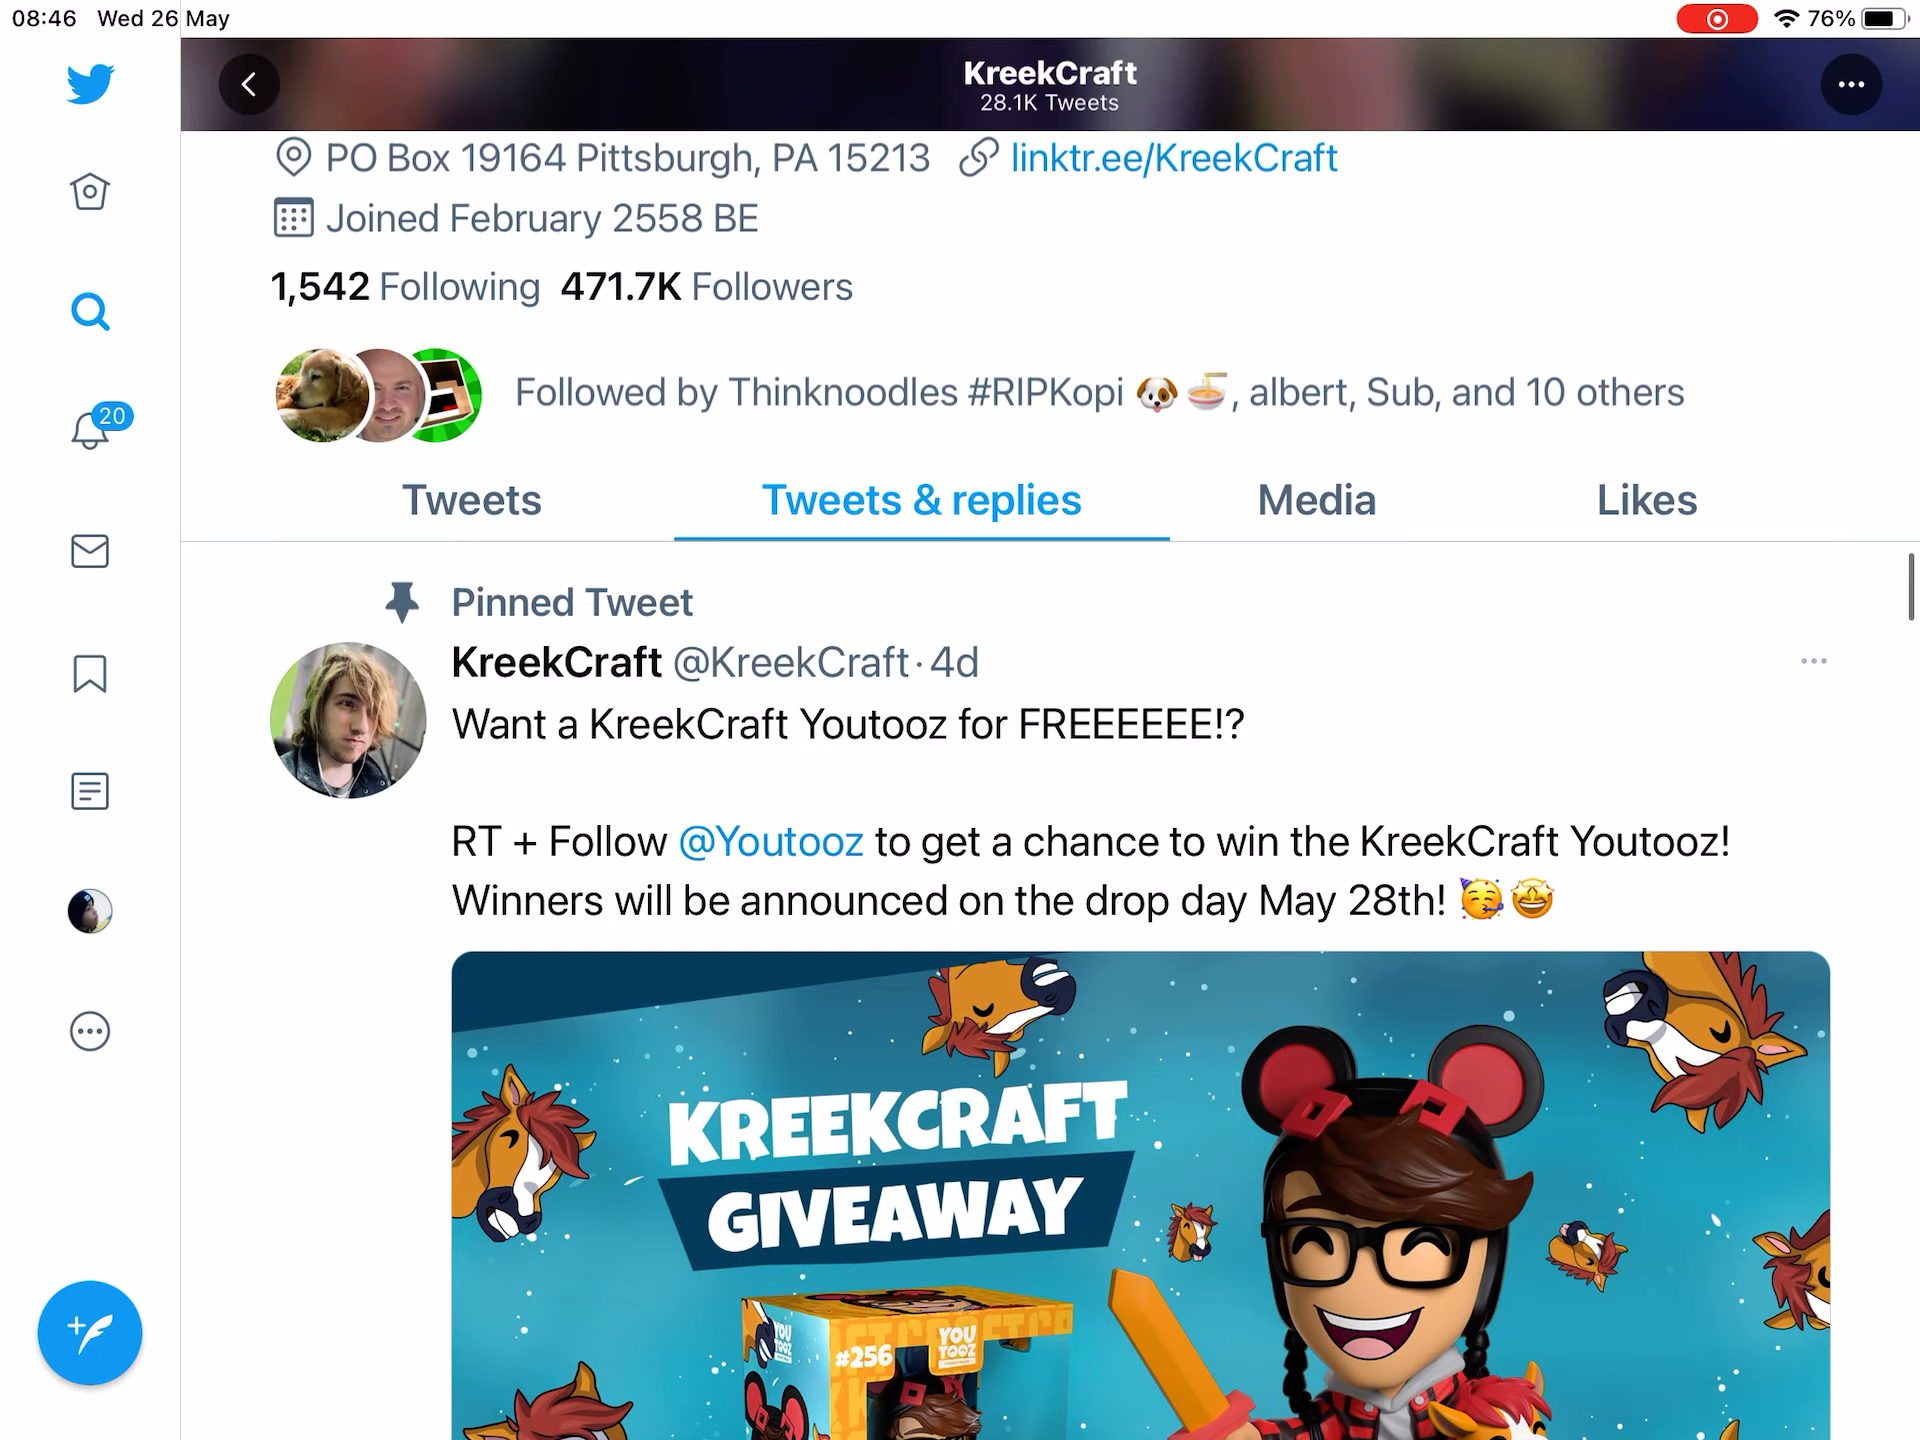 08:46 Wed 26 May
76%
KreekCraft
28.1K Tweets
PO Box 19164 Pittsburgh, PA 15213 linktr.ee/KreekCraft
Joined February 2558 BE
1,542 Following 471.7K Followers
Followed by Thinknoodles #RIPKopi 🐶🍜, albert, Sub, and 10 others
20
Tweets Tweets & replies Media Likes
Pinned Tweet
KreekCraft @KreekCraft · 4d
Want a KreekCraft Youtooz for FREEEEEE!?
RT + Follow @Youtooz to get a chance to win the KreekCraft Youtooz!
Winners will be announced on the drop day May 28th! 🥳🤩
KREEKCRAFT
GIVEAWAY
YOU
TOOZ
#256
YOU
TOOZ